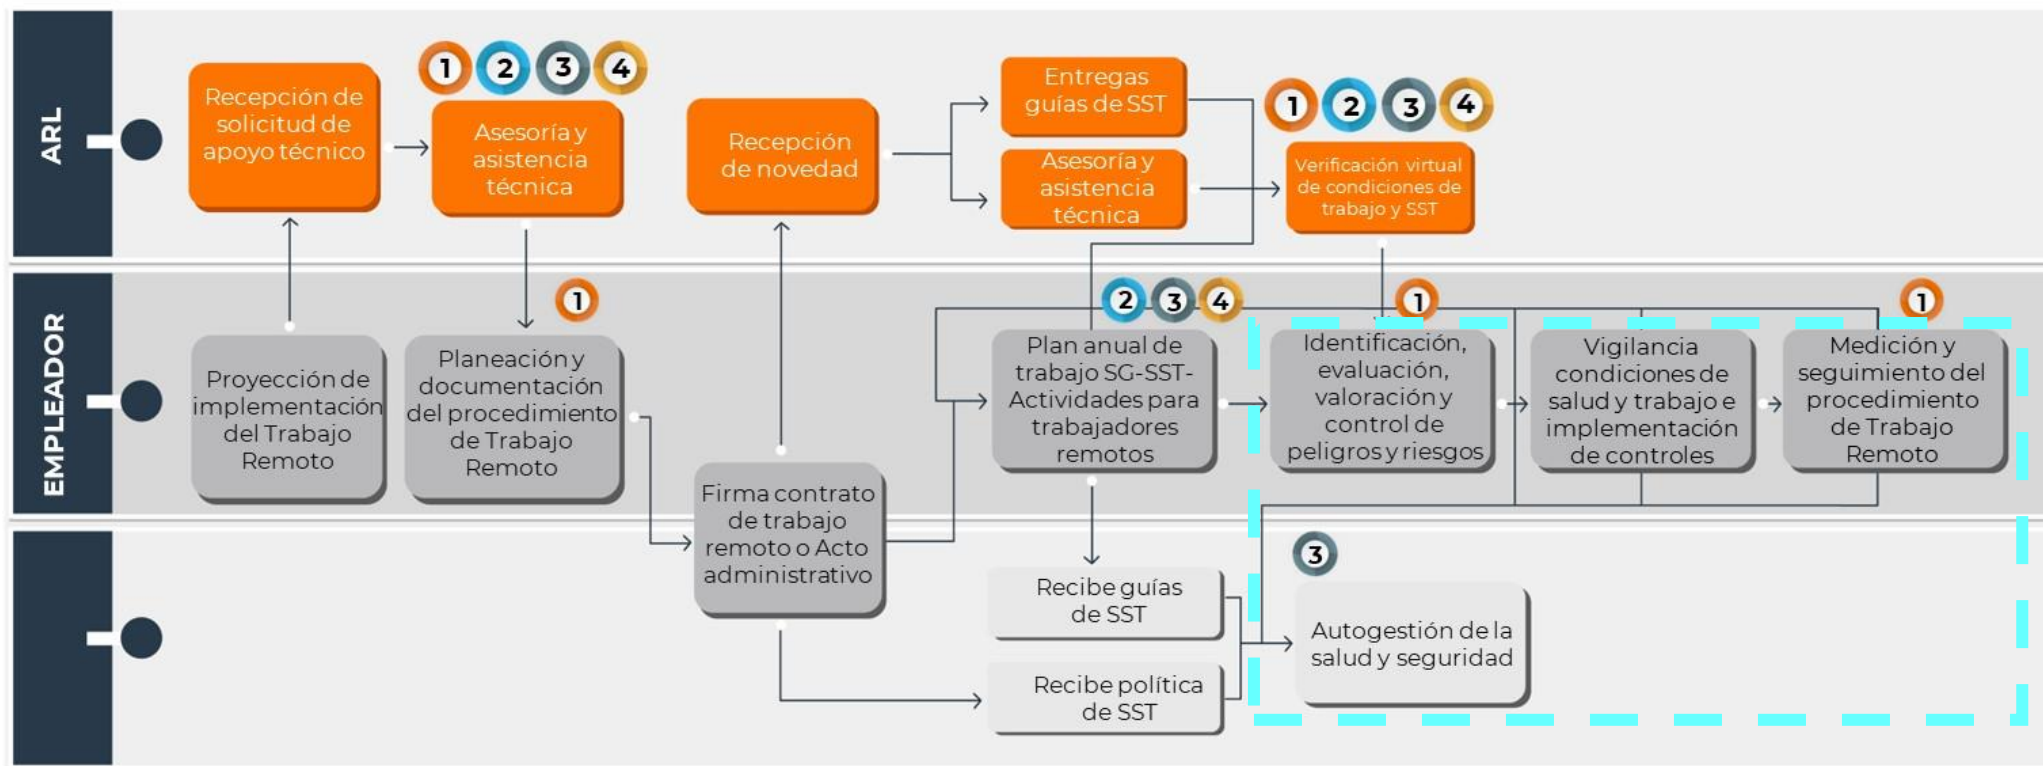 ARL
Recepción de
solicitud de
apoyo técnico
1 2 3 4
Asesoría y
asistencia
técnica
Recepción
de novedad
Entregas
guías de SST
Asesoría y
asistencia
técnica
1 2 3 4
Verificación virtual
de condiciones de
trabajo y SST
EMPLEADOR
Proyección de
implementación
del Trabajo
Remoto
1
Planeación y
documentación
del procedimiento
de Trabajo
Remoto
Firma contrato
de trabajo
remoto o Acto
administrativo
2 3 4
Plan anual de
trabajo SG-SST-
Actividades para
trabajadores
remotos
1
Identificación,
evaluación,
valoración y
control de
peligros y riesgos
Vigilancia
condiciones de
salud y trabajo e
implementación
de controles
1
Medición y
seguimiento del
procedimiento
de Trabajo
Remoto
Recibe guías
de SST
Recibe política
de SST
3
Autogestión de la
salud y seguridad